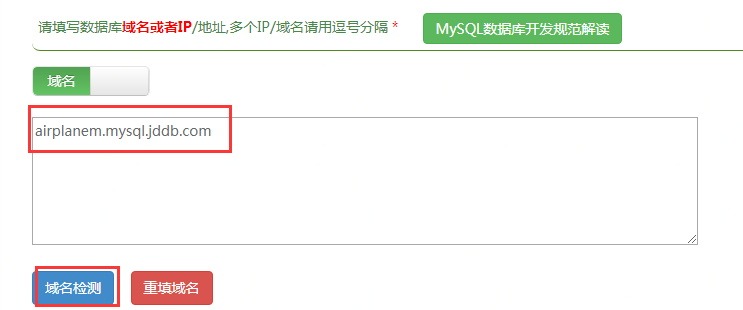 请填写数据库域名或者IP/地址,多个IP/域名请用逗号分隔 * MySQL数据库开发规范解读
域名
airplanem.mysql.jddb.com
域名检测 重填域名